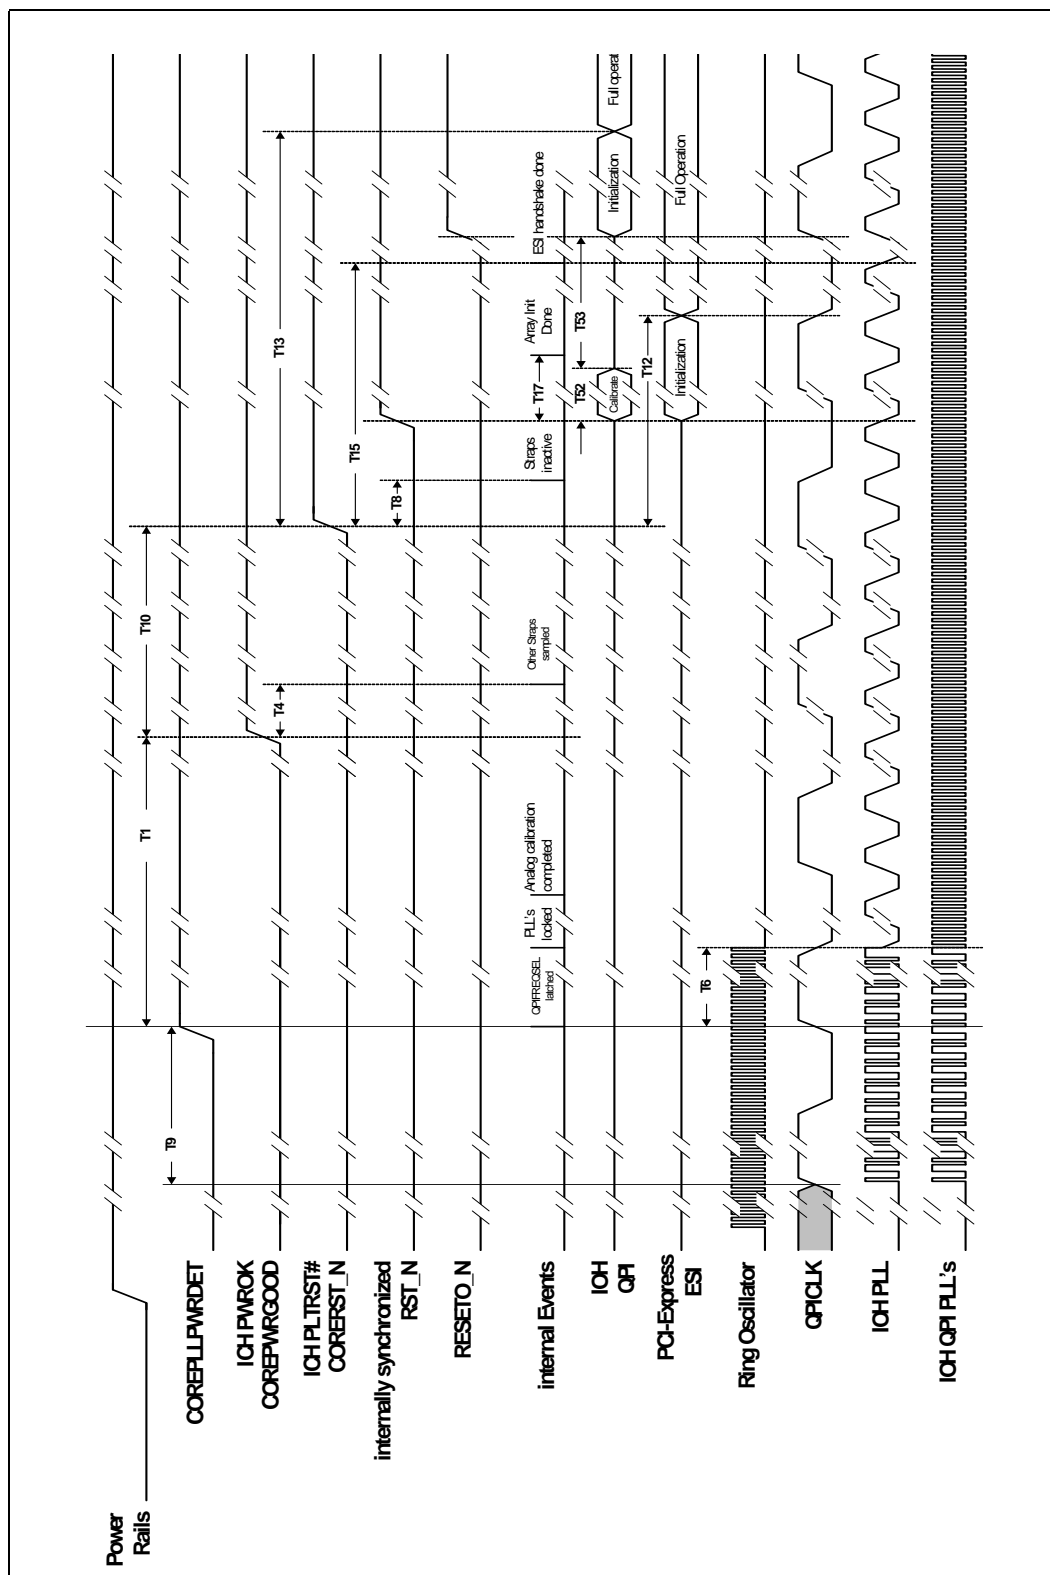 Power
Rails
COREPLLPWRDET
ICH PWROK
COREPWRGOOD
ICH PLTRST#
CORERST_N
internally synchronized
RST_N
RESETO_N
internal Events
IOH
QPI
PCI-Express
ESI
Ring Oscillator
QPICLK
IOH PLL
IOH QPI PLL's
T9
T1
T10
T4
T13
T15
T8
T17
T52
T53
T12
T6
QPIFREQSEL
latched
PLL's
locked
Analog calibration
completed
Other Straps
sampled
Straps
inactive
Array Init
Done
ESI handshake done
Calibrate
Initialization
Full operat
Initialization
Full Operation